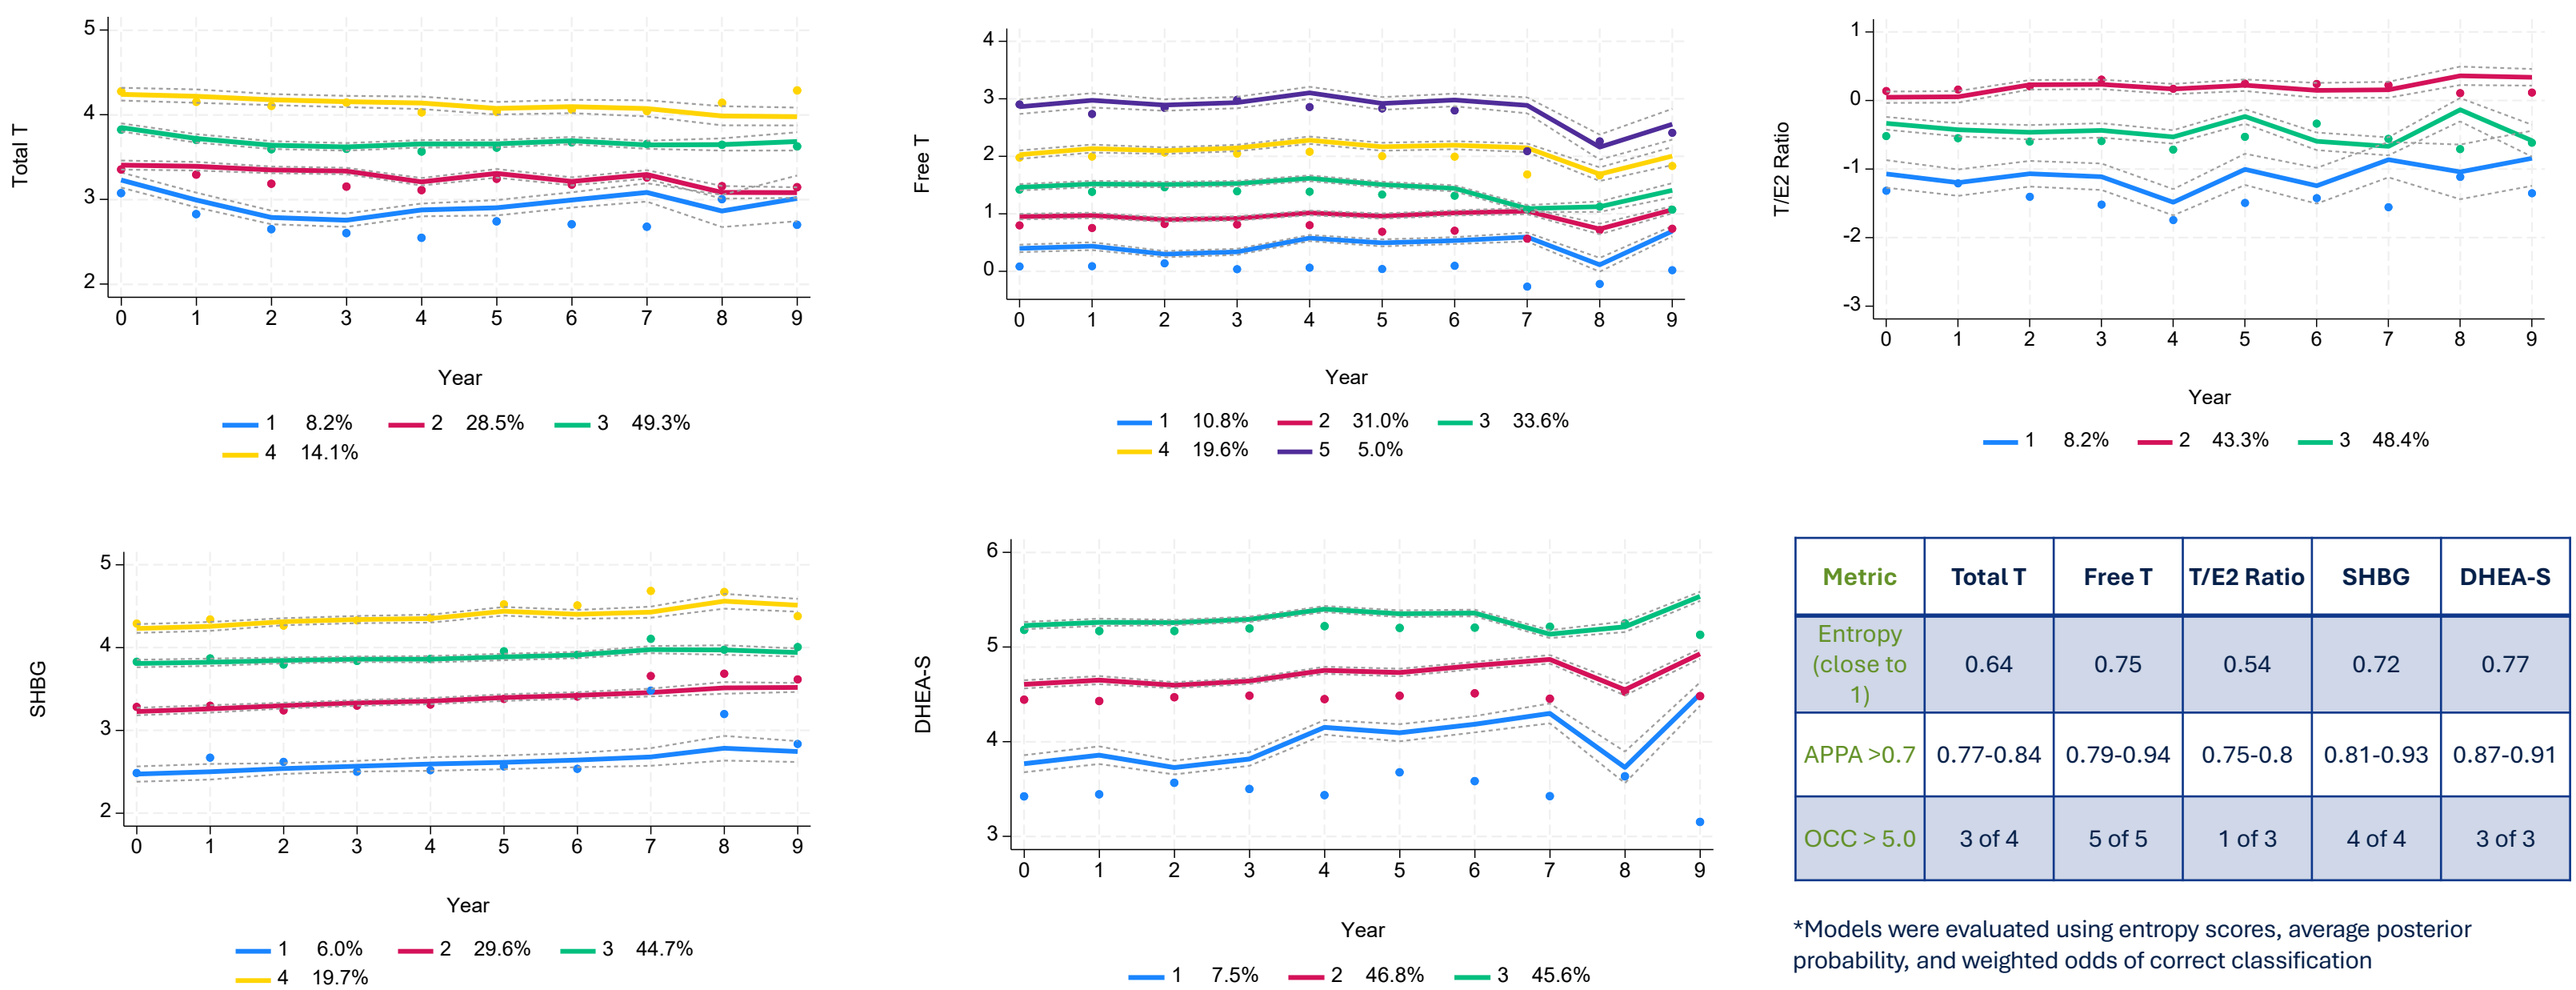 Total T
5
4
3
2
0 1 2 3 4 5 6 7 8 9
Year
1 8.2% 2 28.5% 3 49.3%
4 14.1%
Free T
4
3
2
1
0
0 1 2 3 4 5 6 7 8 9
Year
1 10.8% 2 31.0% 3 33.6%
4 19.6% 5 5.0%
T/E2 Ratio
1
0
-1
-2
-3
0 1 2 3 4 5 6 7 8 9
Year
1 8.2% 2 43.3% 3 48.4%
SHBG
5
4
3
2
0 1 2 3 4 5 6 7 8 9
Year
1 6.0% 2 29.6% 3 44.7%
4 19.7%
DHEA-S
6
5
4
3
0 1 2 3 4 5 6 7 8 9
Year
1 7.5% 2 46.8% 3 45.6%
Metric Total T Free T T/E2 Ratio SHBG DHEA-S
Entropy
(close to
1)
0.64 0.75 0.54 0.72 0.77
APPA >0.7 0.77-0.84 0.79-0.94 0.75-0.8 0.81-0.93 0.87-0.91
OCC > 5.0 3 of 4 5 of 5 1 of 3 4 of 4 3 of 3
*Models were evaluated using entropy scores, average posterior
probability, and weighted odds of correct classification